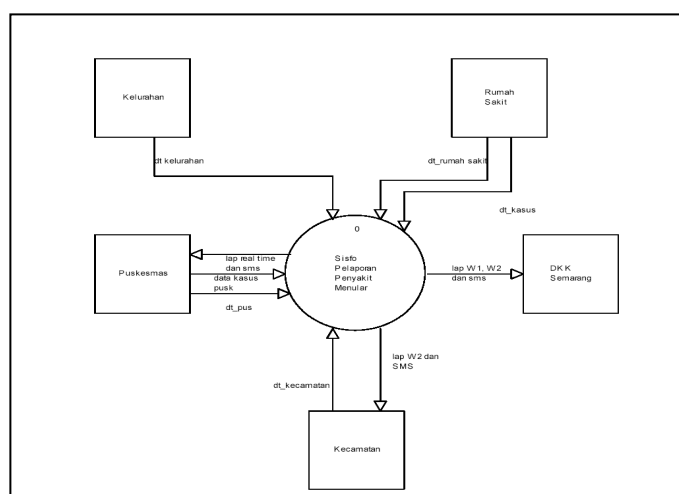 Kelurahan
Rumah
Sakit
dt kelurahan
dt_rumah sakit
dt_kasus
0
Sisfo
Pelaporan
Penyakit
Menular
Puskesmas
lap real time
dan sms
data kasus
pusk
dt_pus
lap W1, W2
dan sms
DKK
Semarang
lap W2 dan
SMS
dt_kecamatan
Kecamatan